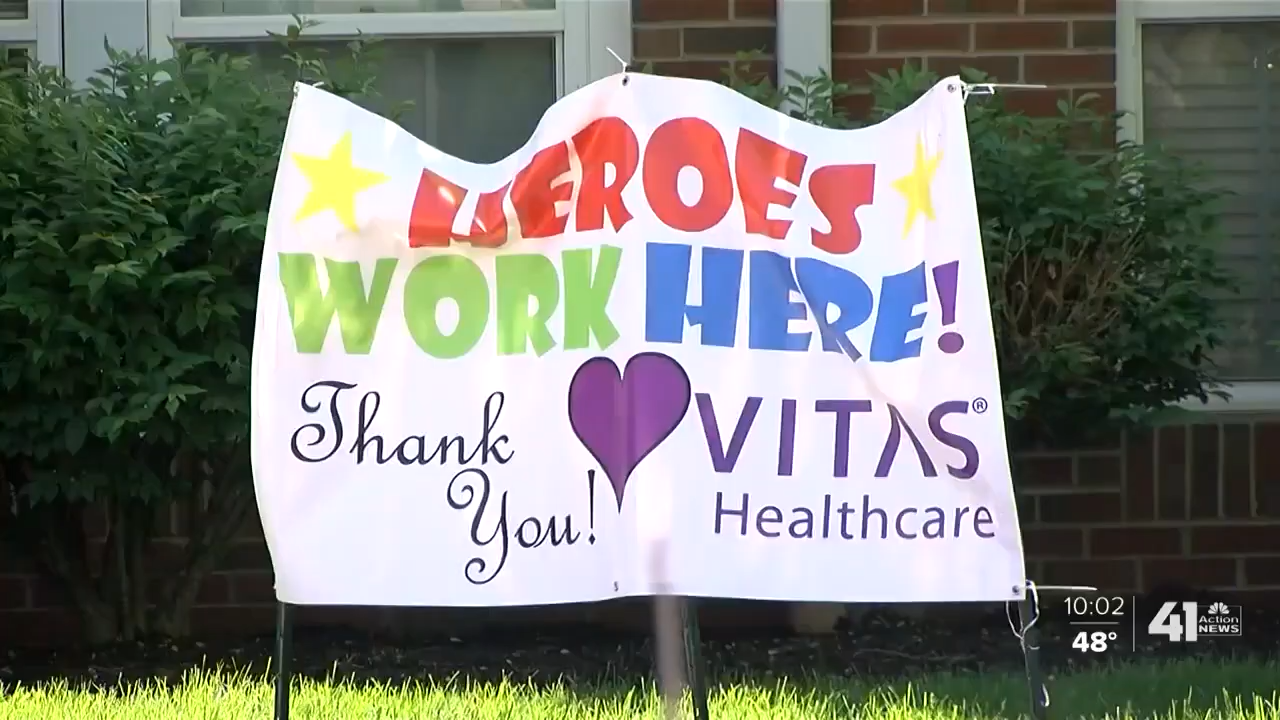 HEROES
WORK HERE!
Thank
You!
VITAS®
Healthcare
10:02
48°
41 Action NEWS